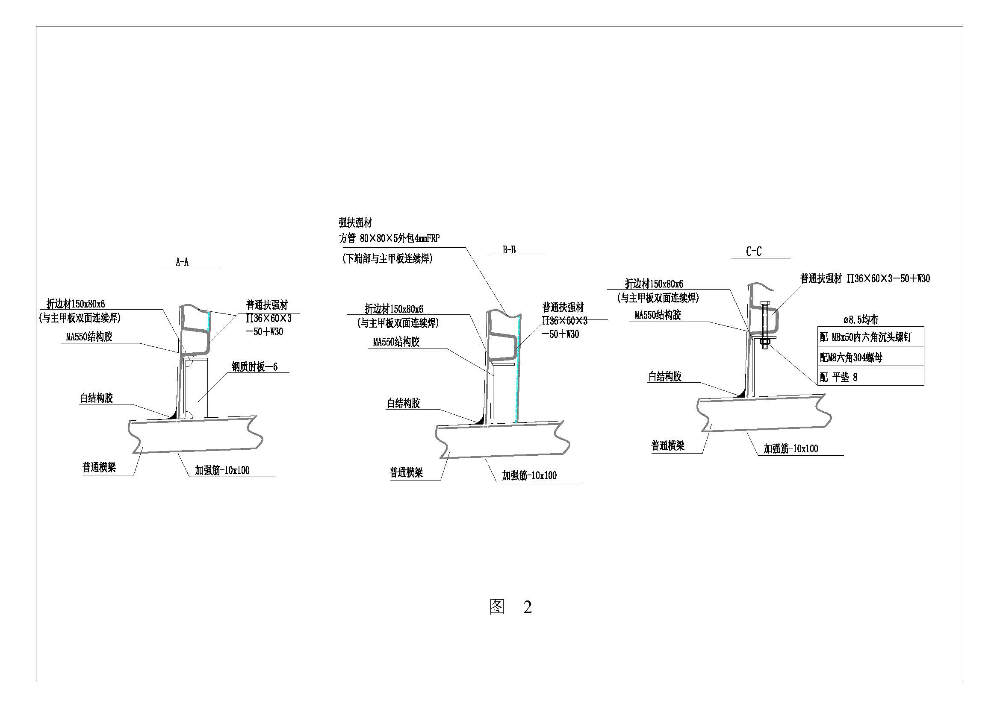 A-A
折边材150x80x6
(与主甲板双面连续焊)
MA550结构胶
普通扶强材
∏36×60×3
-50+W30
钢质肘板—6
白结构胶
普通横梁
加强筋-10x100
强扶强材
方管 80×80×5外包4mmFRP
(下端部与主甲板连续焊)
B-B
折边材150x80x6
(与主甲板双面连续焊)
MA550结构胶
普通扶强材
∏36×60×3
-50+W30
白结构胶
普通横梁
加强筋-10x100
C-C
折边材150x80x6
(与主甲板双面连续焊)
MA550结构胶
普通扶强材 ∏36×60×3-50+W30
ø8.5均布
配 M8x50内六角沉头螺钉
配M8六角304螺母
配 平垫 8
白结构胶
普通横梁
加强筋-10x100
图 2